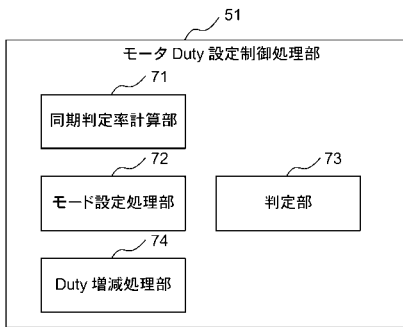 51
モータ Duty 設定制御処理部
71
同期判定率計算部
72
モード設定処理部
73
判定部
74
Duty 増減処理部